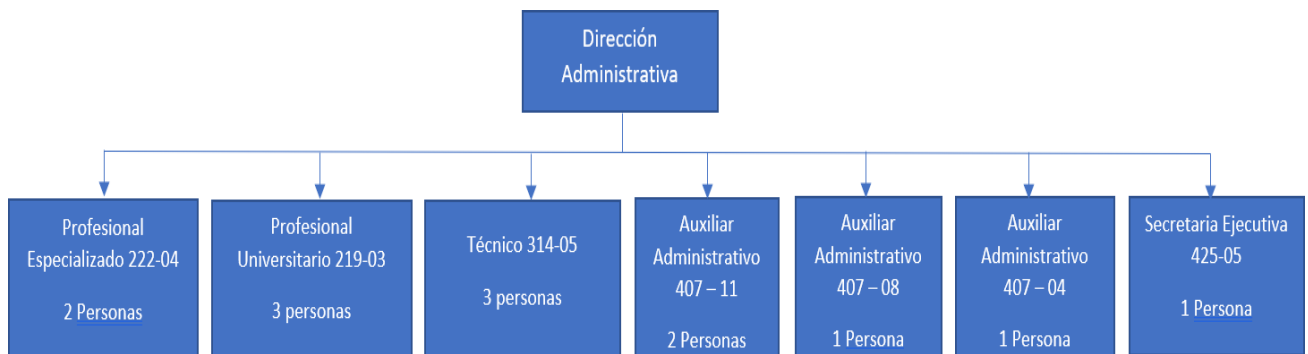 Dirección
Administrativa
Profesional
Especializado 222-04
2 Personas
Profesional
Universitario 219-03
3 personas
Técnico 314-05
3 personas
Auxiliar
Administrativo
407 – 11
2 Personas
Auxiliar
Administrativo
407 – 08
1 Persona
Auxiliar
Administrativo
407 – 04
1 Persona
Secretaria Ejecutiva
425-05
1 Persona